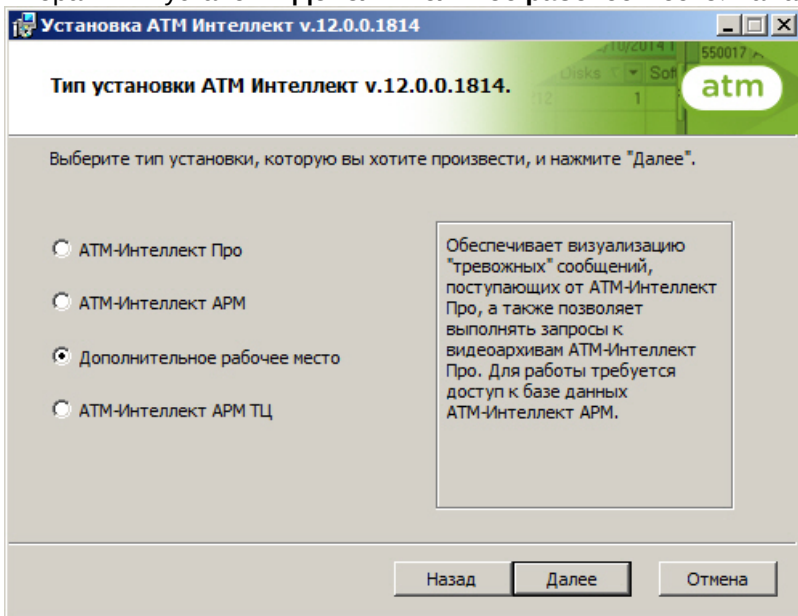 Установка АТМ Интеллект v.12.0.0.1814
Тип установки АТМ Интеллект v.12.0.0.1814.
550017
Disks
1
atm
Выберите тип установки, которую вы хотите произвести, и нажмите "Далее".
АТМ-Интеллект Про
АТМ-Интеллект АРМ
Дополнительное рабочее место
АТМ-Интеллект АРМ ТЦ
Обеспечивает визуализацию
"тревожных" сообщений,
поступающих от АТМ-Интеллект
Про, а также позволяет
выполнять запросы к
видеоархивам АТМ-Интеллект
Про. Для работы требуется
доступ к базе данных
АТМ-Интеллект АРМ.
Назад
Далее
Отмена